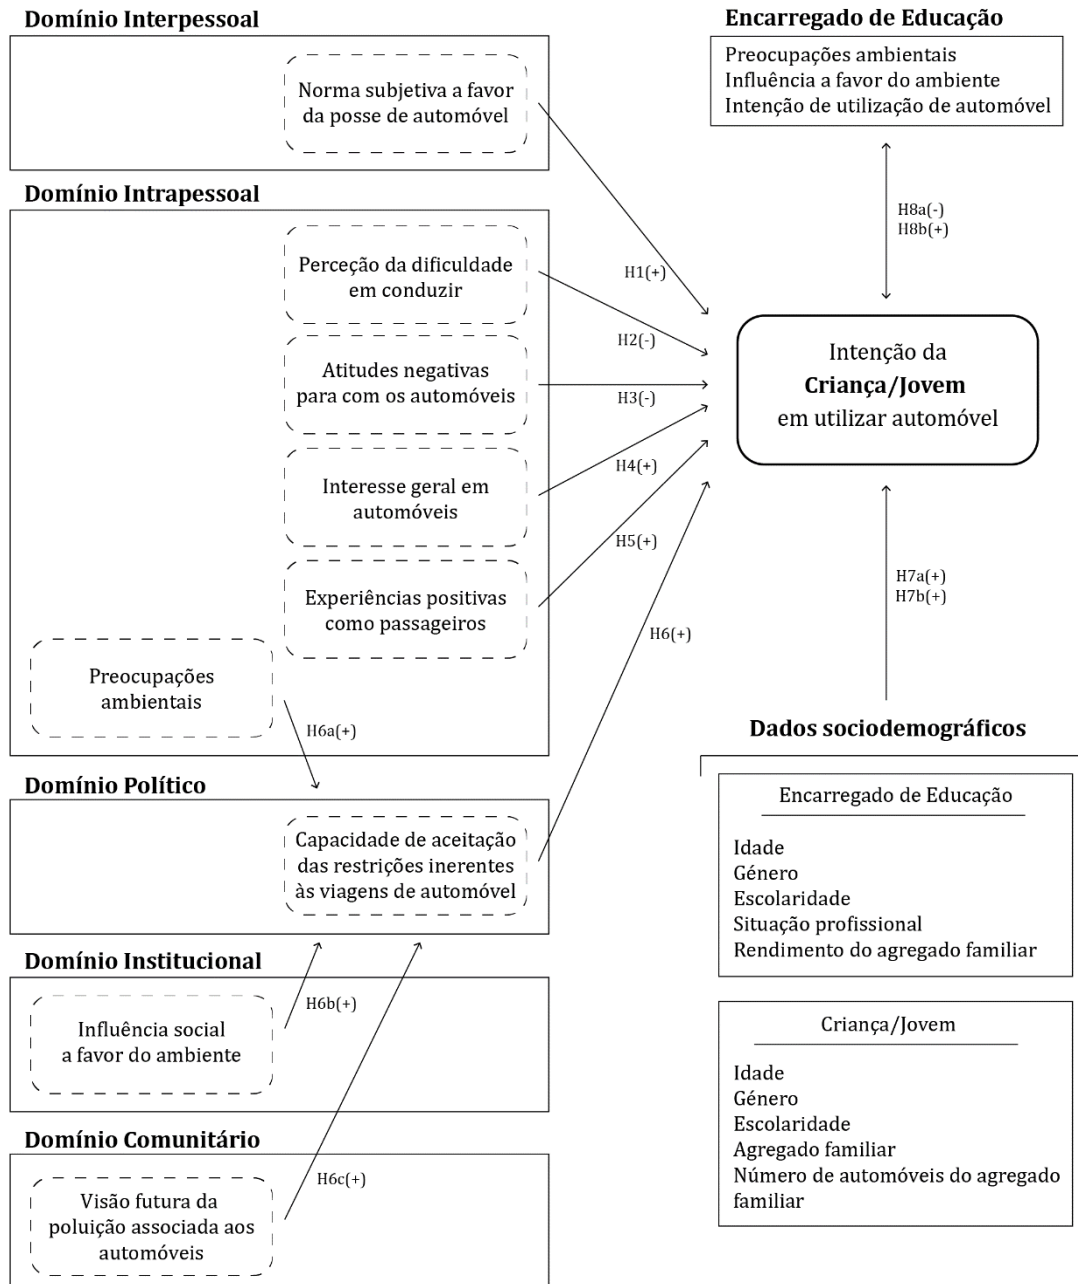 Domínio Interpessoal
Norma subjetiva a favor
da posse de automóvel
Domínio Intrapessoal
Perceção da dificuldade
em conduzir
Atitudes negativas
para com os automóveis
Interesse geral em
automóveis
Experiências positivas
como passageiros
Preocupações
ambientais
H6a(+)
Domínio Político
Capacidade de aceitação
das restrições inerentes
às viagens de automóvel
Domínio Institucional
Influência social
a favor do ambiente
H6b(+)
Domínio Comunitário
Visão futura da
poluição associada aos
automóveis
H6c(+)
H1(+)
H2(-)
H3(-)
H4(+)
H5(+)
H6(+)
Encarregado de Educação
Preocupações ambientais
Influência a favor do ambiente
Intenção de utilização de automóvel
H8a(-)
H8b(+)
Intenção da
Criança/Jovem
em utilizar automóvel
H7a(+)
H7b(+)
Dados sociodemográficos
Encarregado de Educação
Idade
Género
Escolaridade
Situação profissional
Rendimento do agregado familiar
Criança/Jovem
Idade
Género
Escolaridade
Agregado familiar
Número de automóveis do agregado
familiar